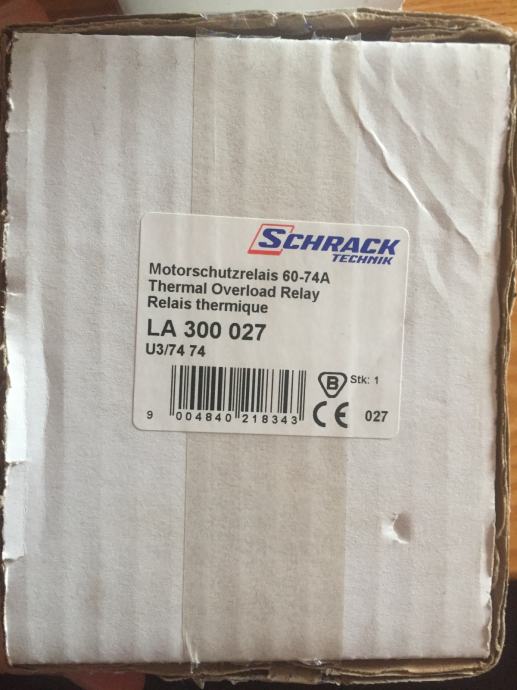 SCHRACK
TECHNIK
Motorschutzrelais 60-74A
Thermal Overload Relay
Relais thermique
LA 300 027
U3/74 74
B Stk: 1
9 004840 218343 CE 027